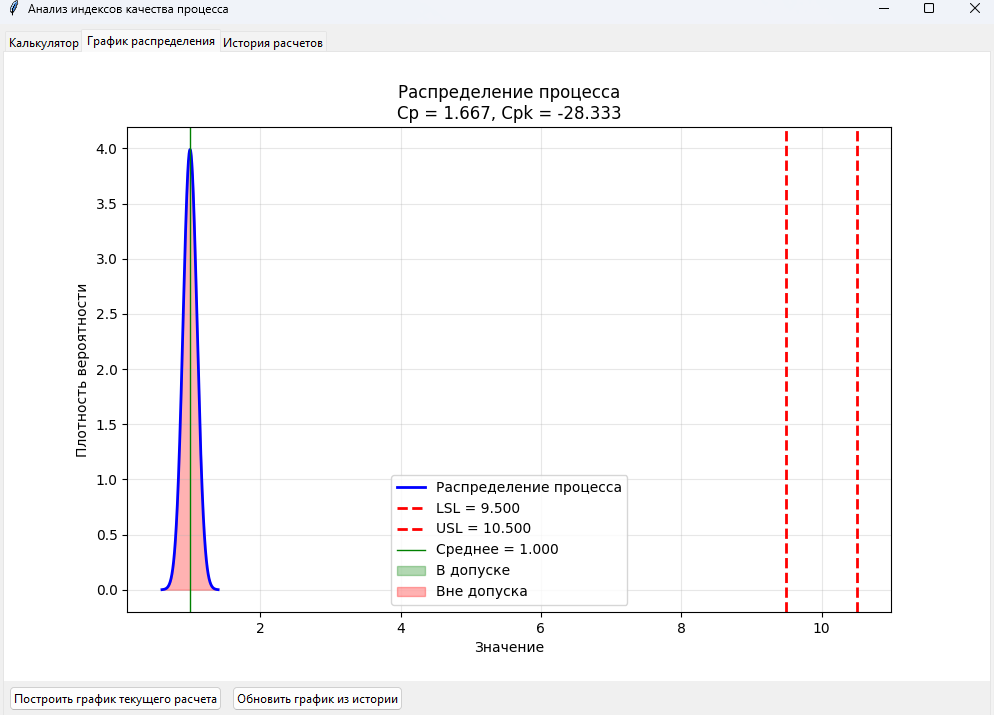 Анализ индексов качества процесса
Калькулятор График распределения История расчетов
Распределение процесса
Cp = 1.667, Cpk = -28.333
4.0
3.5
3.0
2.5
2.0
1.5
1.0
0.5
0.0
Плотность вероятности
Распределение процесса
LSL = 9.500
USL = 10.500
Среднее = 1.000
В допуске
Вне допуска
2 4 6 8 10
Значение
Построить график текущего расчета Обновить график из истории